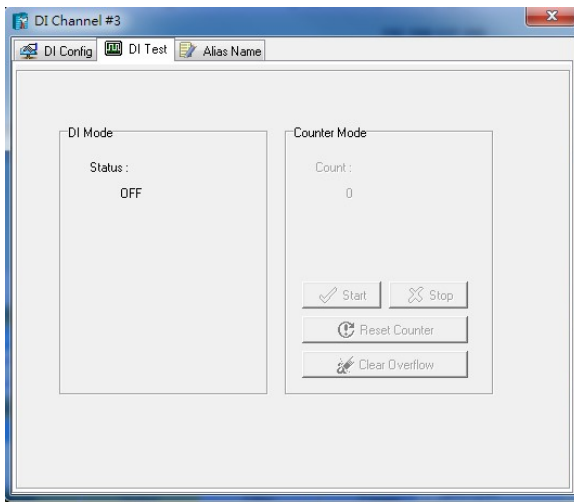 DI Channel #3
DI Config DI Test Alias Name
DI Mode
Status :
OFF
Counter Mode
Count :
0
Start Stop
Reset Counter
Clear Overflow